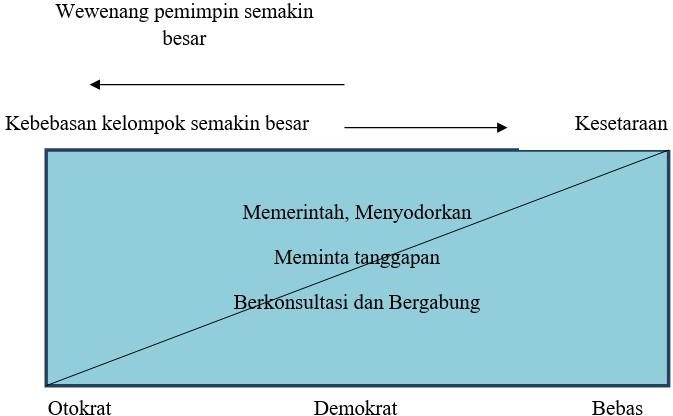 Wewenang pemimpin semakin
besar
Kebebasan kelompok semakin besar
Kesetaraan
Memerintah, Menyodorkan
Meminta tanggapan
Berkonsultasi dan Bergabung
Otokrat
Demokrat
Bebas